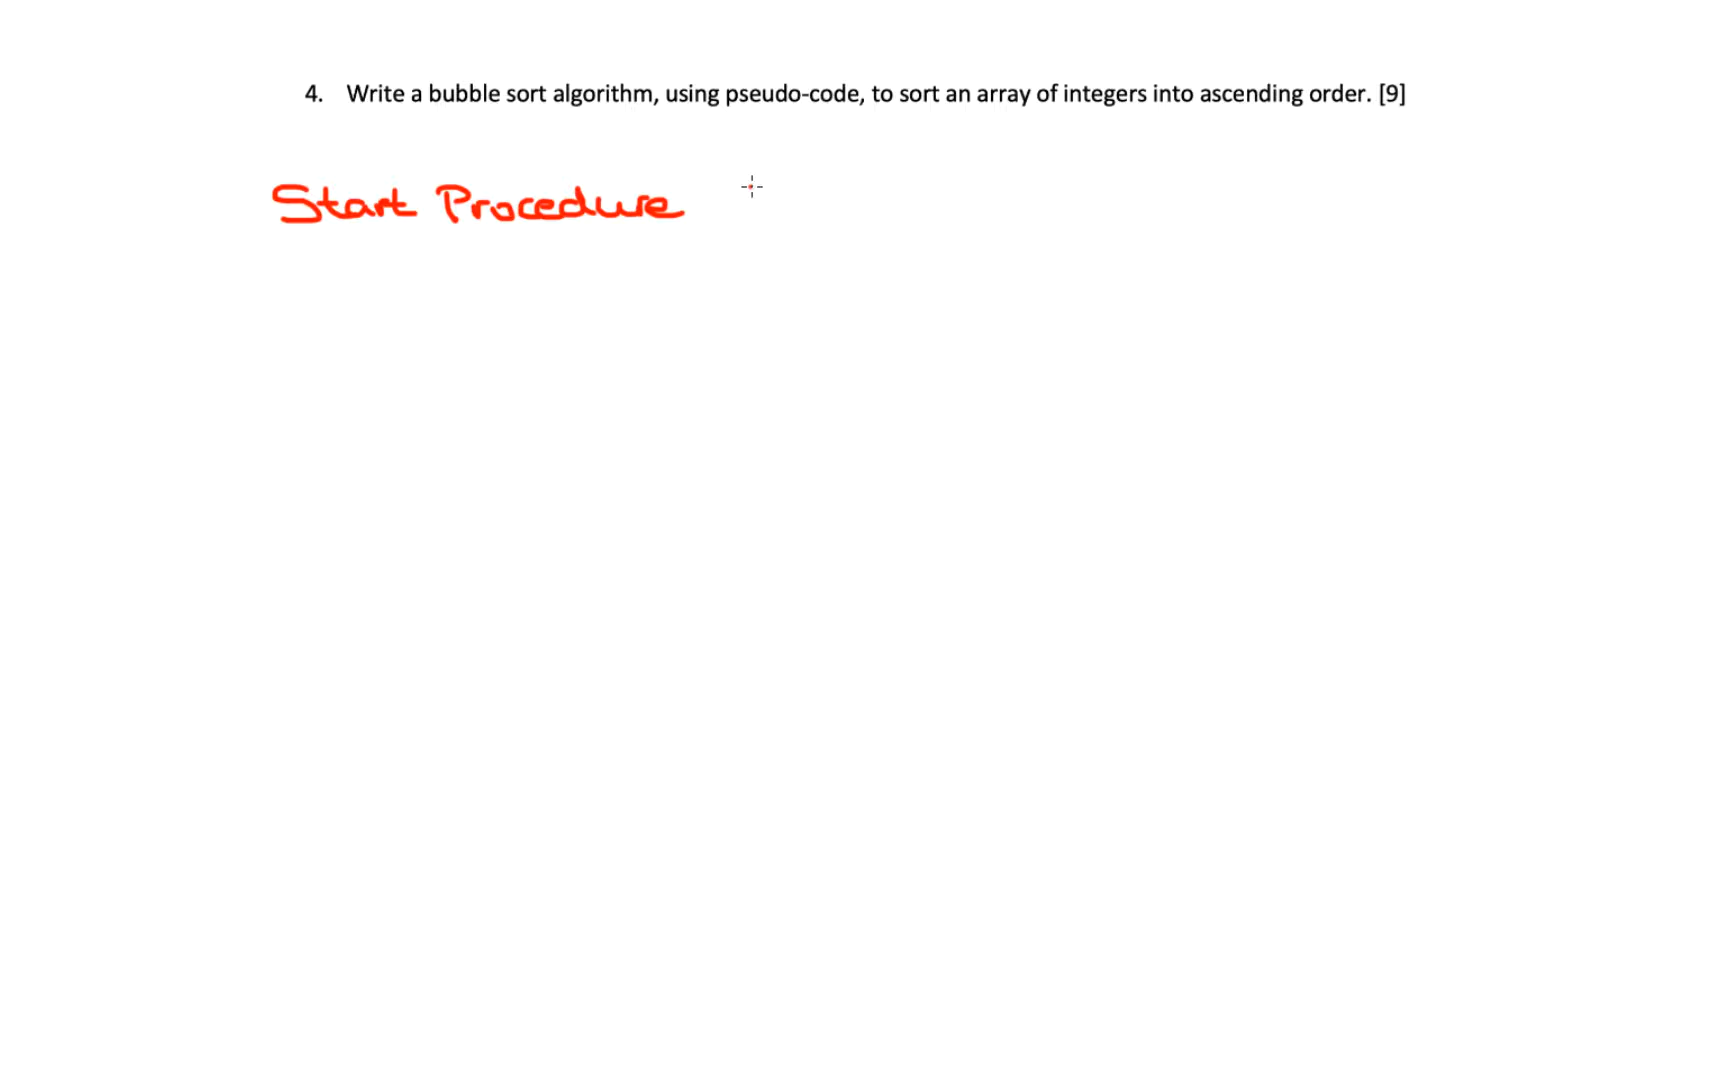 4. Write a bubble sort algorithm, using pseudo-code, to sort an array of integers into ascending order. [9]
Start Procedure